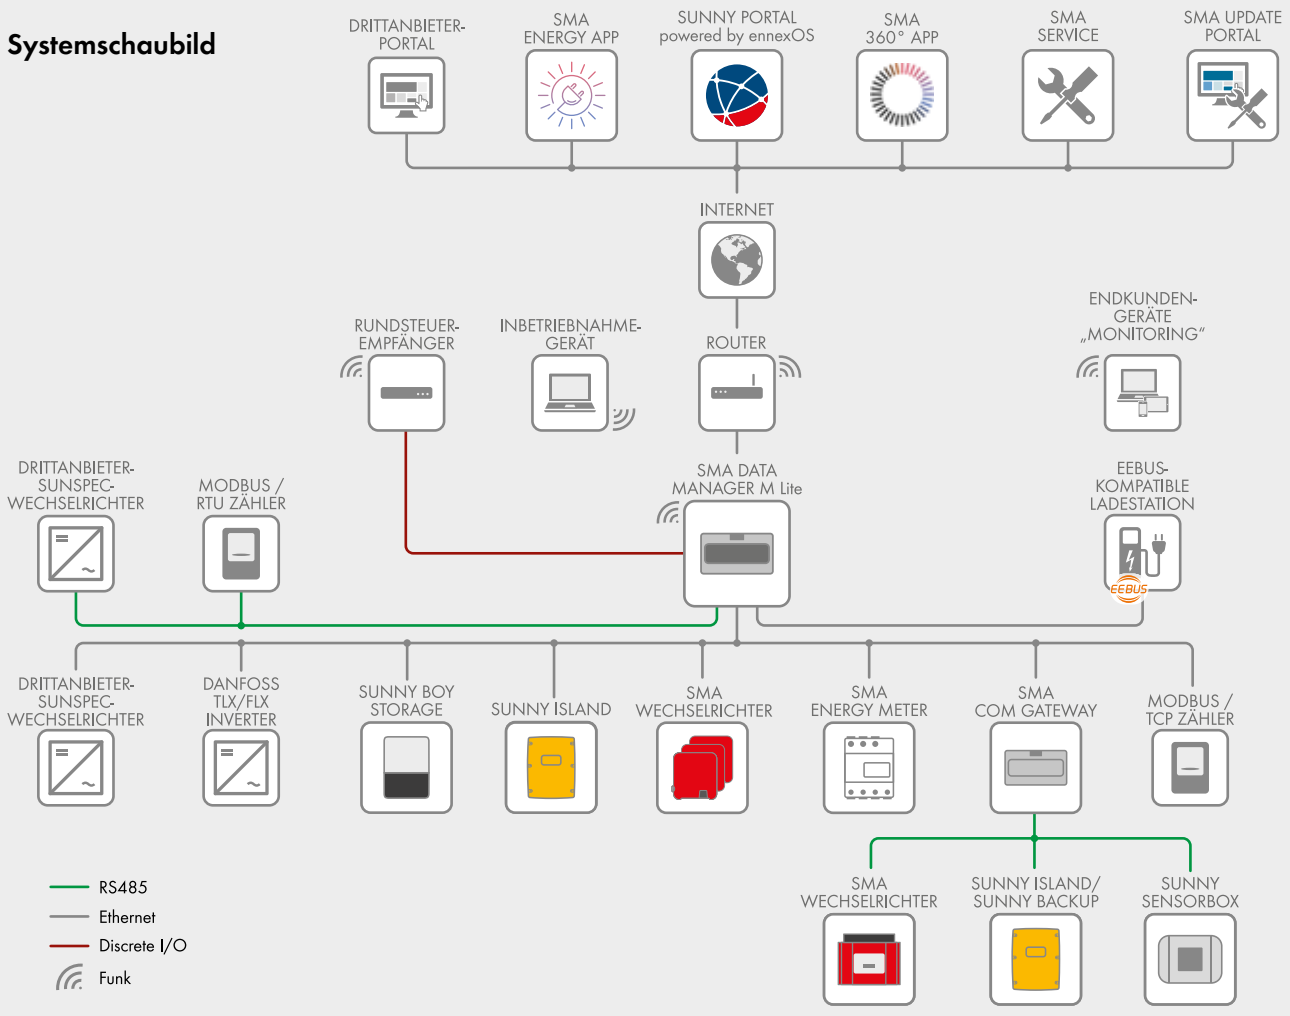 Systemschaubild
DRITTANBIETER-
PORTAL
SMA
ENERGY APP
SUNNY PORTAL
powered by ennexOS
SMA
360° APP
SMA
SERVICE
SMA UPDATE
PORTAL
INTERNET
RUNDSTEUER-
EMPFÄNGER
INBETRIEBNAHME-
GERÄT
ROUTER
ENDKUNDEN-
GERÄTE
„MONITORING“
DRITTANBIETER-
SUNSPEC-
WECHSELRICHTER
MODBUS /
RTU ZÄHLER
SMA DATA
MANAGER M Lite
EEBUS-
KOMPATIBLE
LADESTATION
EEBUS
DRITTANBIETER-
SUNSPEC-
WECHSELRICHTER
DANFOSS
TLX/FLX
INVERTER
SUNNY BOY
STORAGE
SUNNY ISLAND
SMA
WECHSELRICHTER
SMA
ENERGY METER
SMA
COM GATEWAY
MODBUS /
TCP ZÄHLER
SMA
WECHSELRICHTER
SUNNY ISLAND/
SUNNY BACKUP
SUNNY
SENSORBOX
RS485
Ethernet
Discrete I/O
Funk